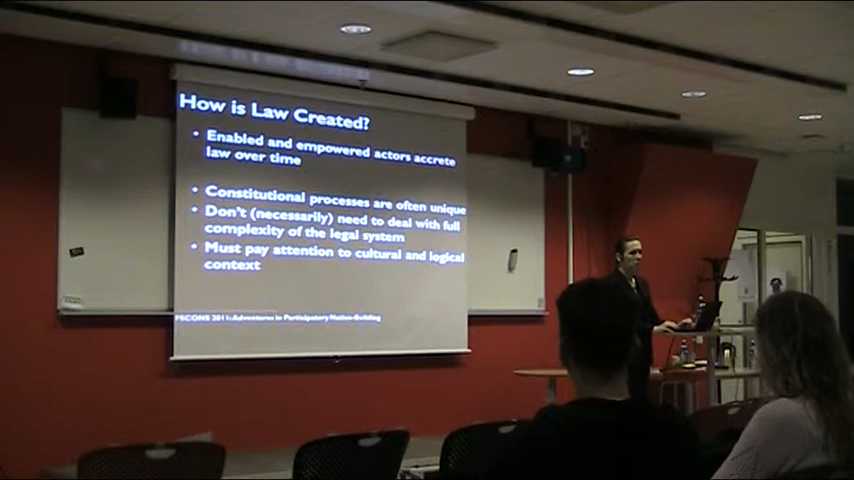 How is Law Created?
• Enabled and empowered actors accrete
law over time
• Constitutional processes are often unique
• Don't (necessarily) need to deal with full
complexity of the legal system
• Must pay attention to cultural and logical
context
FSCONS 2011: Adventures in Participatory Nation-Building